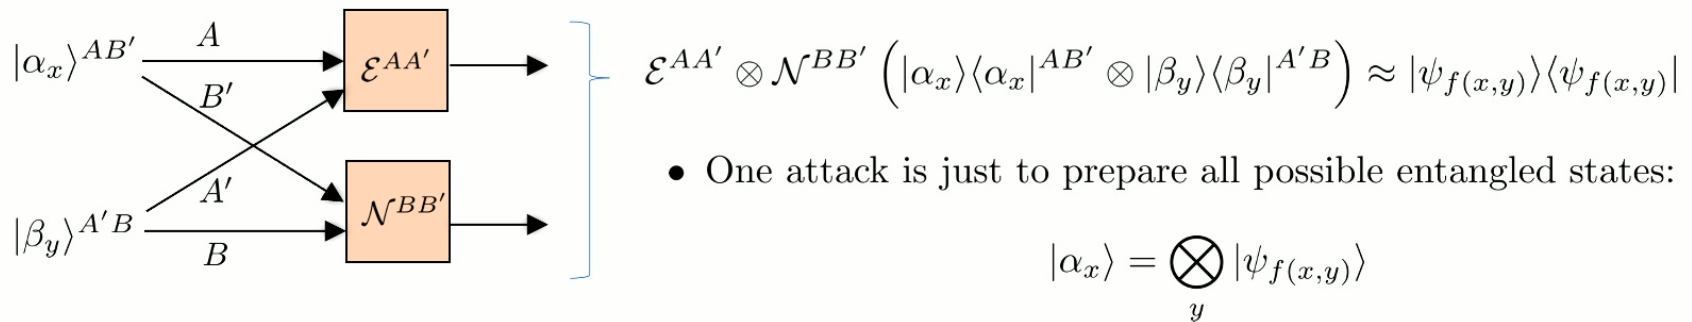 |α_x⟩^{AB'}
A
B'
ℰ^{AA'}
|β_y⟩^{A'B}
A'
B
𝒩^{BB'}
ℰ^{AA'} ⊗ 𝒩^{BB'} (|α_x⟩⟨α_x|^{AB'} ⊗ |β_y⟩⟨β_y|^{A'B}) ≈ |ψ_{f(x,y)}⟩⟨ψ_{f(x,y)}|
• One attack is just to prepare all possible entangled states:
|α_x⟩ = ⨂_y |ψ_{f(x,y)}⟩